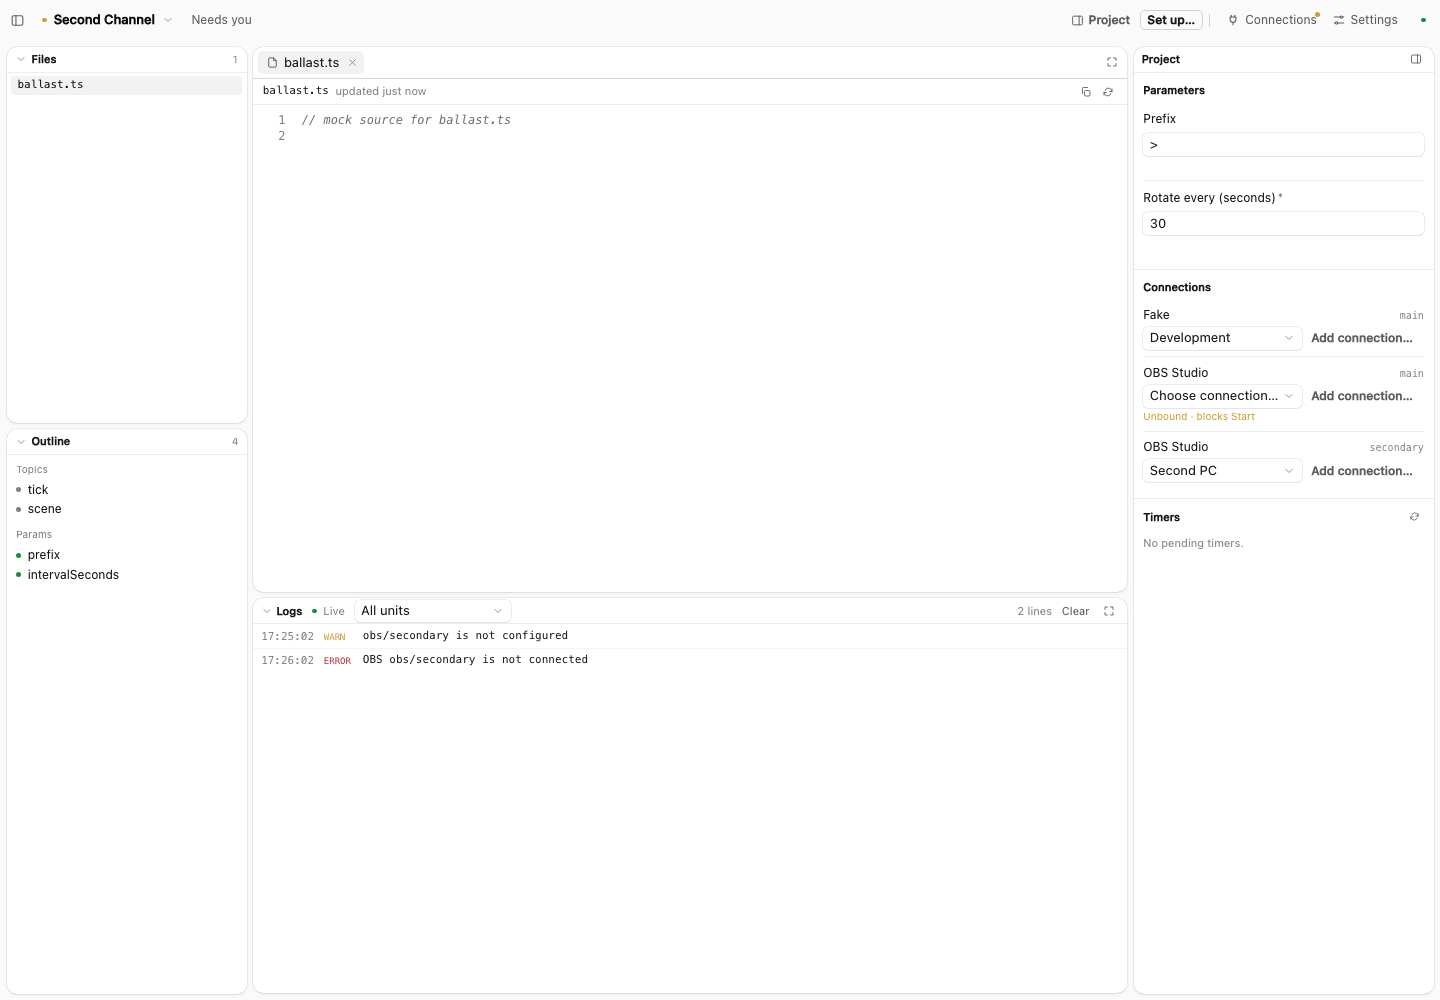 Second Channel
Needs you
Project
Set up...
Connections
Settings
Files
1
ballast.ts
Outline
4
Topics
tick
scene
Params
prefix
intervalSeconds
ballast.ts
ballast.ts updated just now
1 // mock source for ballast.ts
2
Logs
Live
All units
2 lines
Clear
17:25:02 WARN obs/secondary is not configured
17:26:02 ERROR OBS obs/secondary is not connected
Project
Parameters
Prefix
>
Rotate every (seconds) *
30
Connections
Fake main
Development Add connection...
OBS Studio main
Choose connection... Add connection...
Unbound · blocks Start
OBS Studio secondary
Second PC Add connection...
Timers
No pending timers.